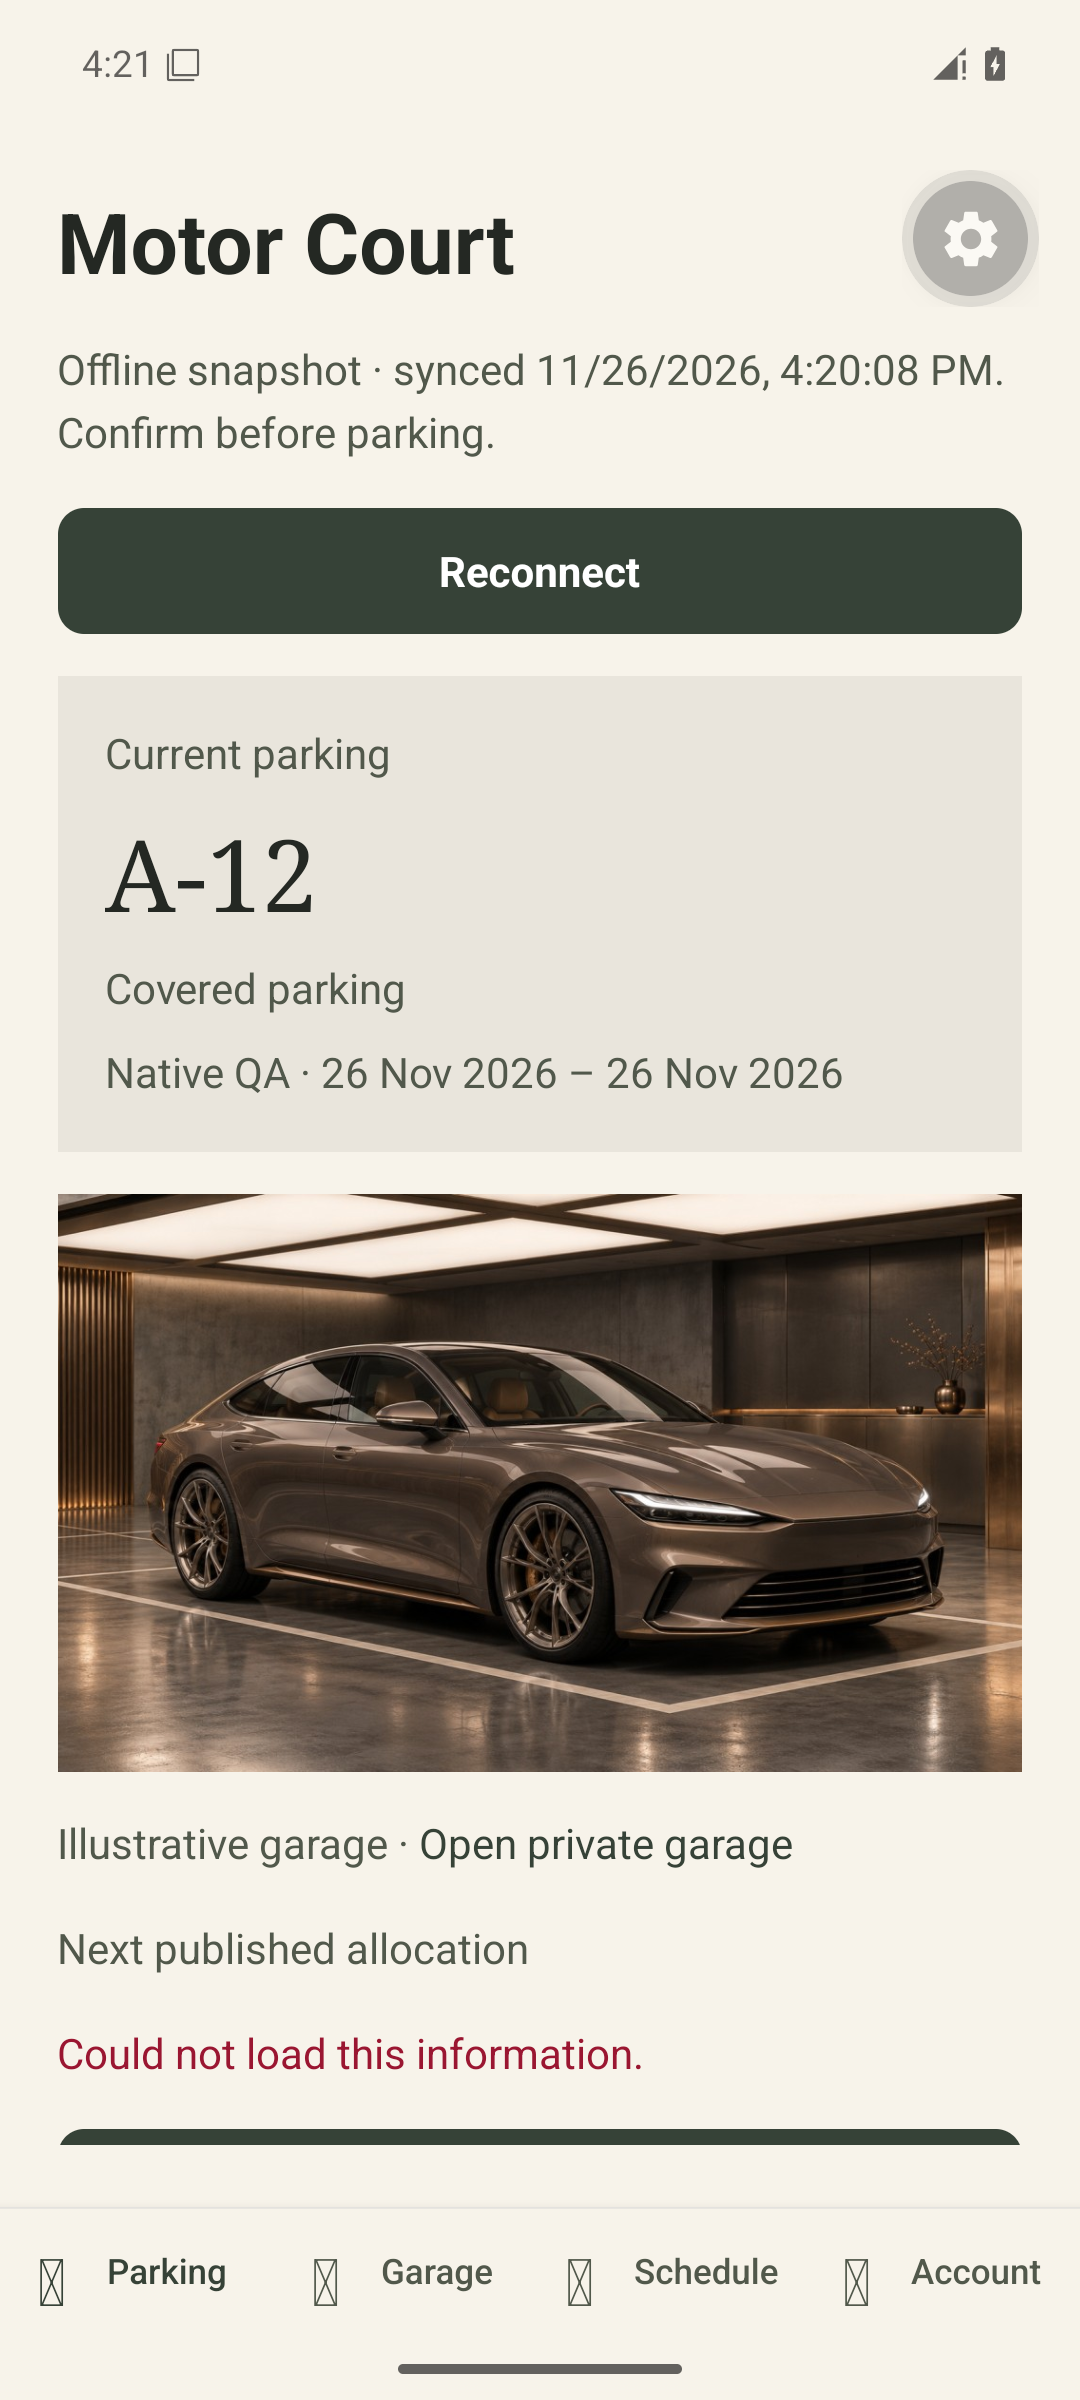 4:21
Motor Court
Offline snapshot · synced 11/26/2026, 4:20:08 PM.
Confirm before parking.
Reconnect
Current parking
A-12
Covered parking
Native QA · 26 Nov 2026 – 26 Nov 2026
Illustrative garage · Open private garage
Next published allocation
Could not load this information.
Parking Garage Schedule Account